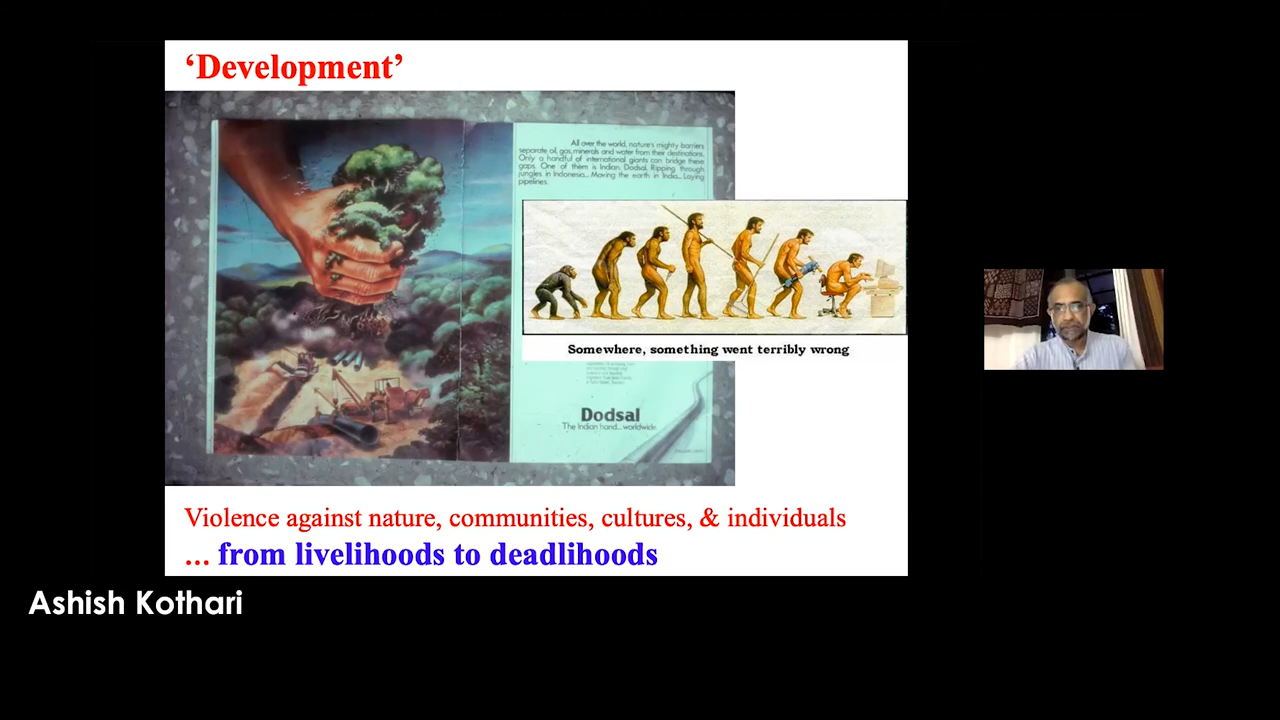 ‘Development’
All over the world, nature's mighty barriers
separate oil, gas, minerals and water from their destinations.
Only a handful of international giants can bridge these
gaps. One of them is Indian. Dodsal. Ripping through
jungles in Indonesia... Moving the earth in India... Laying
pipelines.
Somewhere, something went terribly wrong
Dodsal
The Indian hand...worldwide.
Violence against nature, communities, cultures, & individuals
... from livelihoods to deadlihoods
Ashish Kothari